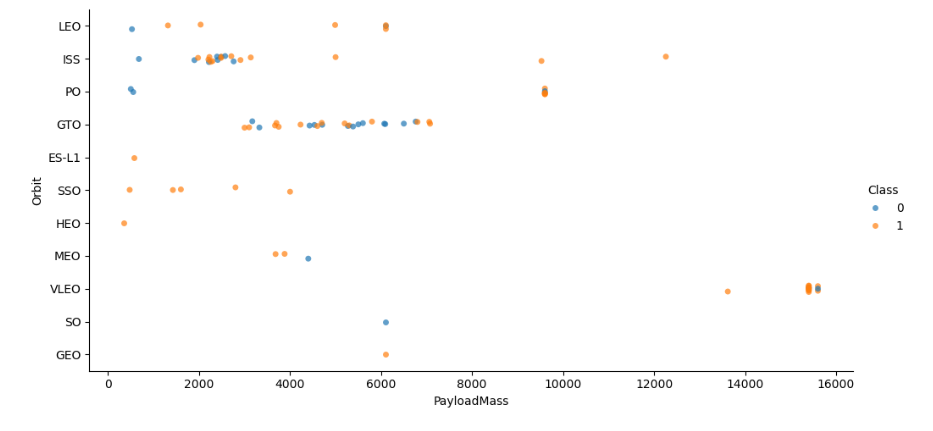 LEO
ISS
PO
GTO
ES-L1
SSO
HEO
MEO
VLEO
SO
GEO
Orbit
0
2000
4000
6000
8000
10000
12000
14000
16000
PayloadMass
Class
0
1